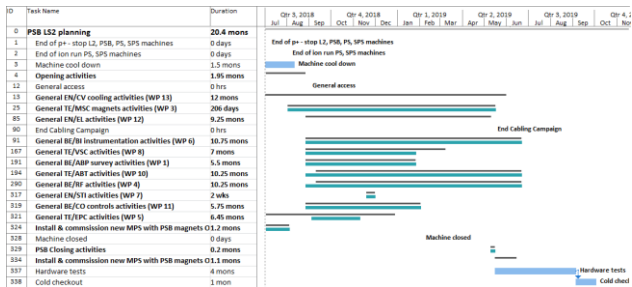 ID Task Name Duration Qtr 3, 2018 Qtr 4, 2018 Qtr 1, 2019 Qtr 2, 2019 Qtr 3, 2019 Qtr 4, 2
Jul Aug Sep Oct Nov Dec Jan Feb Mar Apr May Jun Jul Aug Sep Oct Nov
0 PSB LS2 planning 20.4 mons
1 End of p+ - stop L2, PSB, PS, SPS machines 0 days End of p+ - stop L2, PSB, PS, SPS machines
2 End of ion run PS, SPS machines 0 days End of ion run PS, SPS machines
3 Machine cool down 1.5 mons Machine cool down
4 Opening activities 1.95 mons
12 General access 0 hrs General access
13 General EN/CV cooling activities (WP 13) 12 mons
25 General TE/MSC magnets activities (WP 3) 206 days
85 General EN/EL activities (WP 12) 9.25 mons
90 End Cabling Campaign 0 hrs End Cabling Campaign
91 General BE/BI instrumentation activities (WP 6) 10.75 mons
167 General TE/VSC activities (WP 8) 7 mons
191 General BE/ABP survey activities (WP 1) 5.5 mons
194 General TE/ABT activities (WP 10) 10.25 mons
290 General BE/RF activities (WP 4) 10.25 mons
317 General EN/STI activities (WP 7) 2 wks
319 General BE/CO controls activities (WP 11) 5.75 mons
321 General TE/EPC activities (WP 5) 6.45 mons
324 Install & commsission new MPS with PSB magnets O 1.2 mons
328 Machine closed 0 days Machine closed
329 PSB Closing activities 0.2 mons
334 Install & commsission new MPS with PSB magnets O 1.1 mons
337 Hardware tests 4 mons Hardware tests
338 Cold checkout 1 mon Cold check